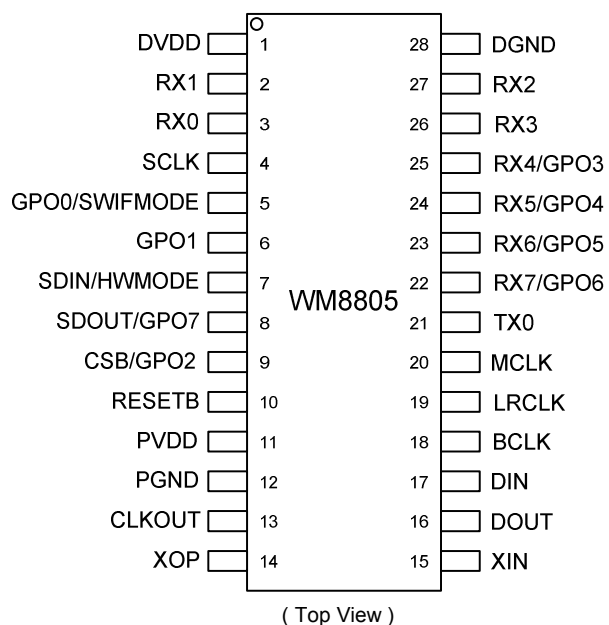 DVDD 1 28 DGND
RX1 2 27 RX2
RX0 3 26 RX3
SCLK 4 25 RX4/GPO3
GPO0/SWIFMODE 5 24 RX5/GPO4
GPO1 6 23 RX6/GPO5
SDIN/HWMODE 7 22 RX7/GPO6
WM8805
SDOUT/GPO7 8 21 TX0
CSB/GPO2 9 20 MCLK
RESETB 10 19 LRCLK
PVDD 11 18 BCLK
PGND 12 17 DIN
CLKOUT 13 16 DOUT
XOP 14 15 XIN
( Top View )